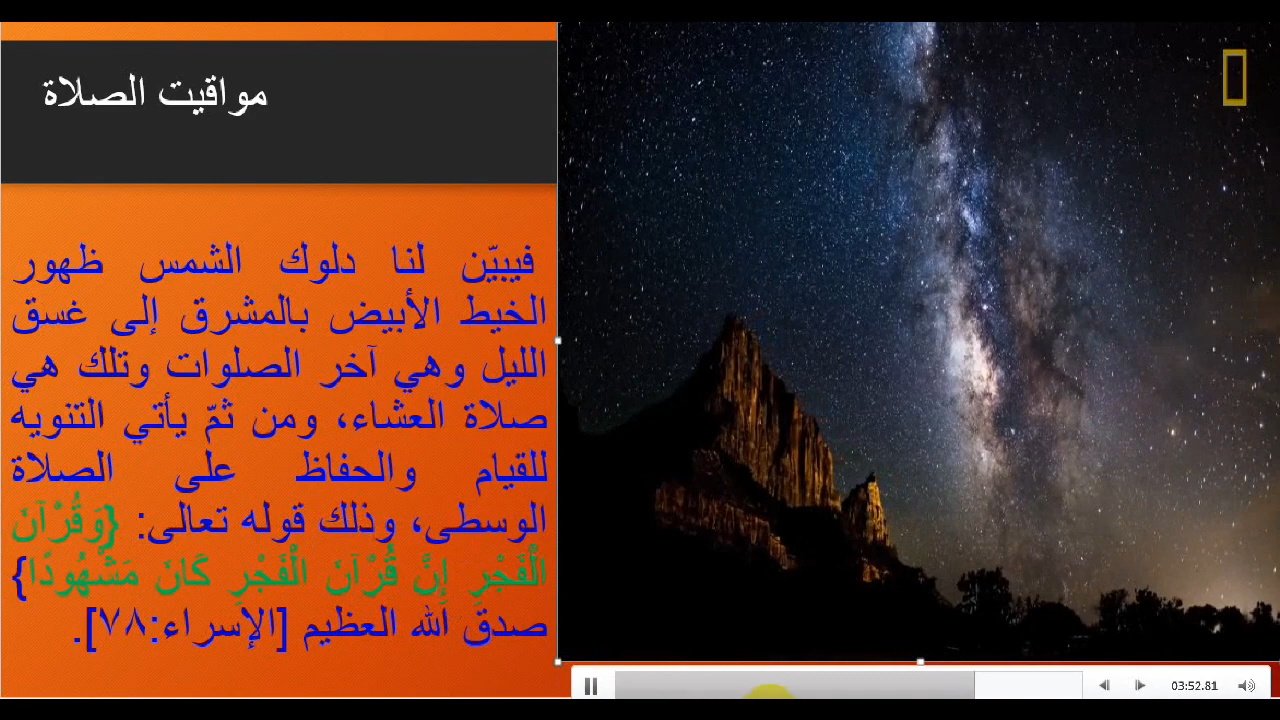 مواقيت الصلاة
فيبيّن لنا دلوك الشمس ظهور
الخيط الأبيض بالمشرق إلى غسق
الليل وهي آخر الصلوات وتلك هي
صلاة العشاء، ومن ثمّ يأتي التنويه
للقيام والحفاظ على الصلاة
الوسطى، وذلك قوله تعالى: {وَقُرْآنَ
الْفَجْرِ إِنَّ قُرْآنَ الْفَجْرِ كَانَ مَشْهُودًا}
صدق الله العظيم [الإسراء:٧٨].
03:52.81